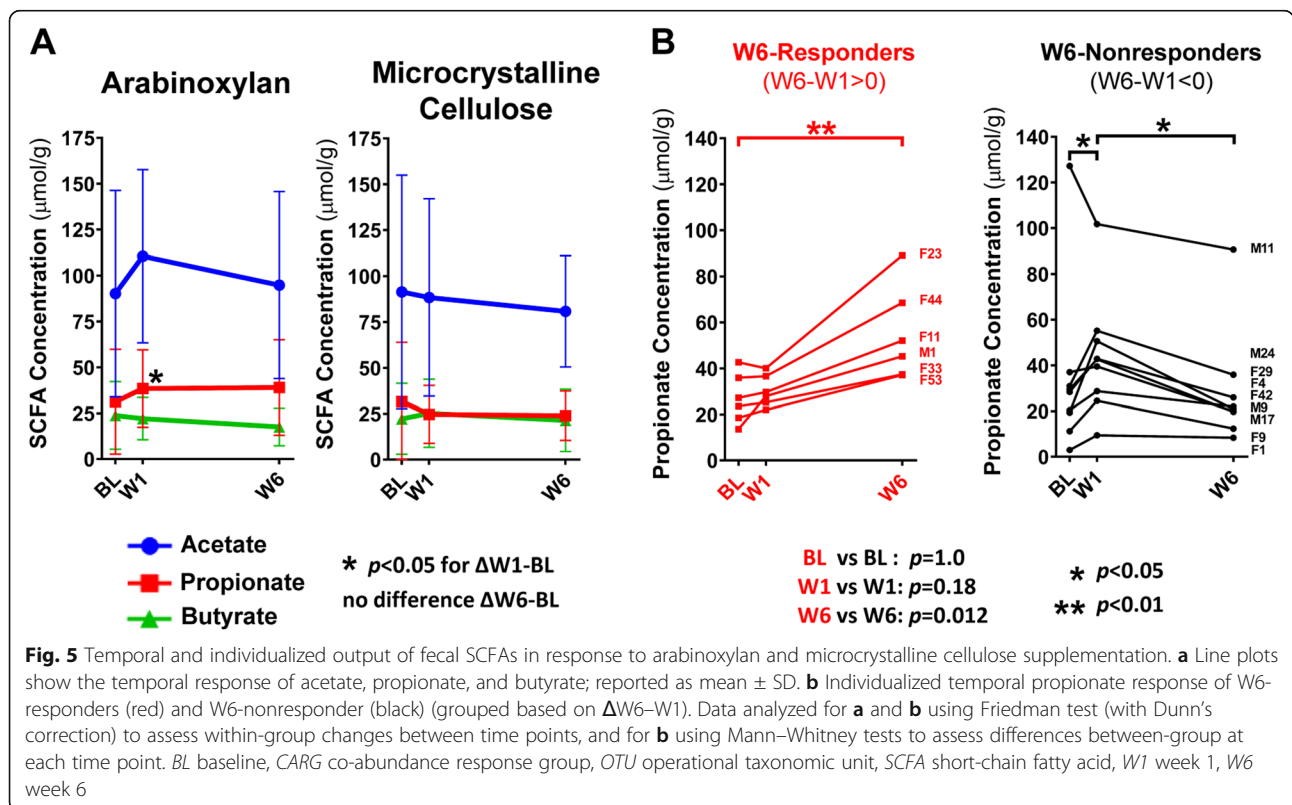 A
Arabinoxylan
Microcrystalline
Cellulose
SCFA Concentration (μmol/g)
175
150
125
100
75
50
25
0
*
BL
W1
W6
SCFA Concentration (μmol/g)
175
150
125
100
75
50
25
0
BL
W1
W6
Acetate
Propionate
Butyrate
* p<0.05 for ΔW1-BL
no difference ΔW6-BL
B
W6-Responders
(W6-W1>0)
Propionate Concentration (μmol/g)
140
120
100
80
60
40
20
0
**
F23
F44
F11
M1
F33
F53
BL
W1
W6
W6-Nonresponders
(W6-W1<0)
Propionate Concentration (μmol/g)
140
120
100
80
60
40
20
0
*
*
M11
M24
F29
F4
F42
M9
M17
F9
F1
BL
W1
W6
BL vs BL : p=1.0
W1 vs W1: p=0.18
W6 vs W6: p=0.012
* p<0.05
** p<0.01
Fig. 5 Temporal and individualized output of fecal SCFAs in response to arabinoxylan and microcrystalline cellulose supplementation. a Line plots
show the temporal response of acetate, propionate, and butyrate; reported as mean ± SD. b Individualized temporal propionate response of W6-
responders (red) and W6-nonresponder (black) (grouped based on ΔW6–W1). Data analyzed for a and b using Friedman test (with Dunn's
correction) to assess within-group changes between time points, and for b using Mann–Whitney tests to assess differences between-group at
each time point. BL baseline, CARG co-abundance response group, OTU operational taxonomic unit, SCFA short-chain fatty acid, W1 week 1, W6
week 6